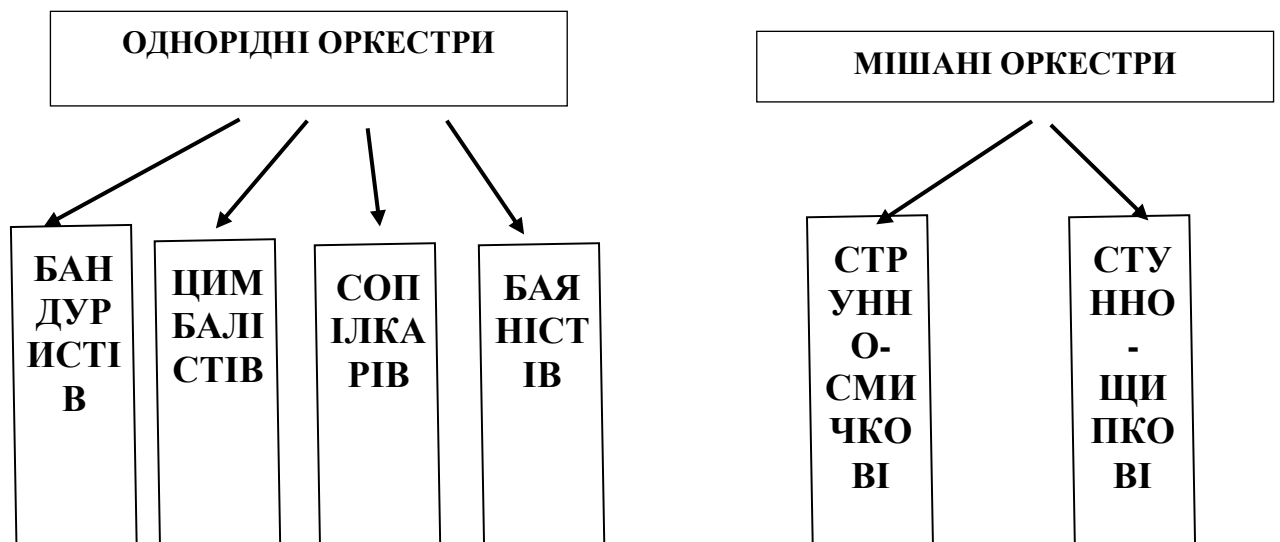 ОДНОРІДНІ ОРКЕСТРИ
МІШАНІ ОРКЕСТРИ
БАН
ДУР
ИСТІ
В
ЦИМ
БАЛІ
СТІВ
СОП
ІЛКА
РІВ
БАЯ
НІСТ
ІВ
СТР
УНН
О-
СМИ
ЧКО
ВІ
СТУ
ННО
-
ЩИ
ПКО
ВІ